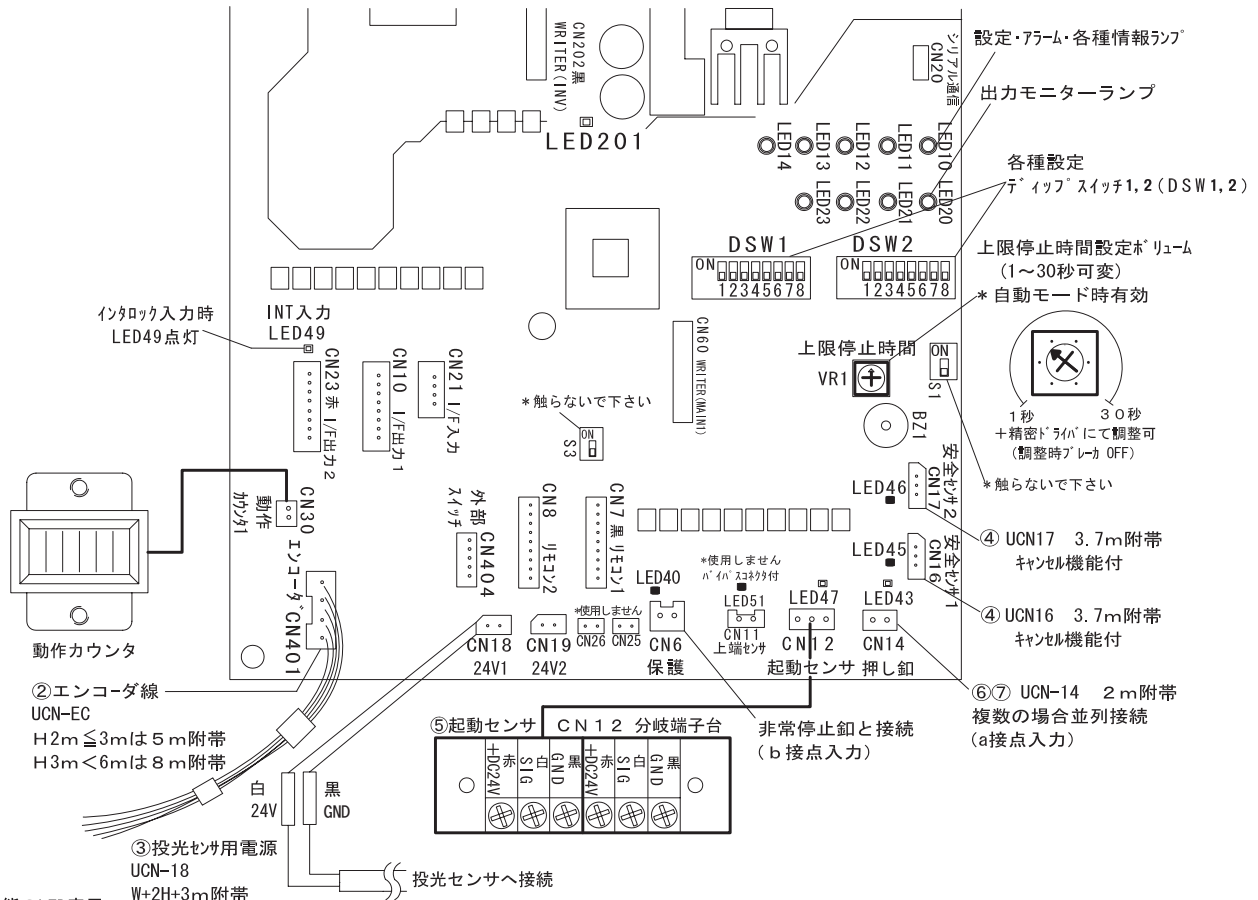 CN202黒
WRITER(INV)
LED201
シリアル通信
CN20
設定・アラーム・各種情報ランプ
出力モニターランプ
LED14
LED13
LED12
LED11
LED10
LED23
LED22
LED21
LED20
各種設定
ディップスイッチ1,2(DSW1,2)
DSW1
ON
12345678
DSW2
ON
12345678
上限停止時間設定ボリューム
(1～30秒可変)
*自動モード時有効
インタロック入力時
LED49点灯
INT入力
LED49
CN23 赤 I/F出力2
CN10 I/F出力1
CN21 I/F入力
*触らないで下さい
ON
S3
CN60 WRITER(MAIN1)
上限停止時間
VR1
ON
S1
BZ1
1秒
30秒
+精密ドライバにて調整可
(調整時ブレーカ OFF)
*触らないで下さい
動作カウンタ
CN30
動作
カウンタ1
エンコーダ CN401
外部
スイッチ
CN404
CN8 リモコン2
CN7 黒 リモコン1
LED46
安全センサ2
CN17
LED45
安全センサ1
CN16
④ UCN17 3.7m附帯
キャンセル機能付
④ UCN16 3.7m附帯
キャンセル機能付
*使用しません
バイパスコネクタ付
LED40
LED51
LED47
LED43
*使用しません
CN18
24V1
CN19
24V2
CN26
CN25
CN6
保護
CN11
上端センサ
CN12
起動センサ
CN14
押し釦
②エンコーダ線
UCN-EC
H2m≦3mは5m附帯
H3m<6mは8m附帯
⑤起動センサ CN12 分岐端子台
+DC24V 赤
SIG 白
GND 黒
+DC24V 赤
SIG 白
GND 黒
非常停止釦と接続
(b接点入力)
⑥⑦ UCN-14 2m附帯
複数の場合並列接続
(a接点入力)
白
24V
黒
GND
③投光センサ用電源
UCN-18
W+2H+3m附帯
投光センサへ接続